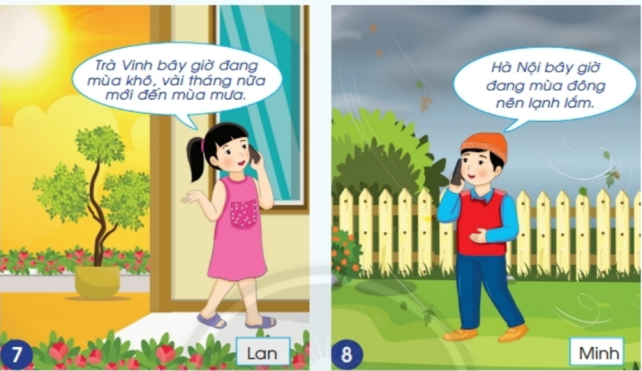 Trà Vinh bây giờ đang
mùa khô, vài tháng nữa
mới đến mùa mưa.
7
Lan
Hà Nội bây giờ
đang mùa đông
nên lạnh lắm.
8
Minh